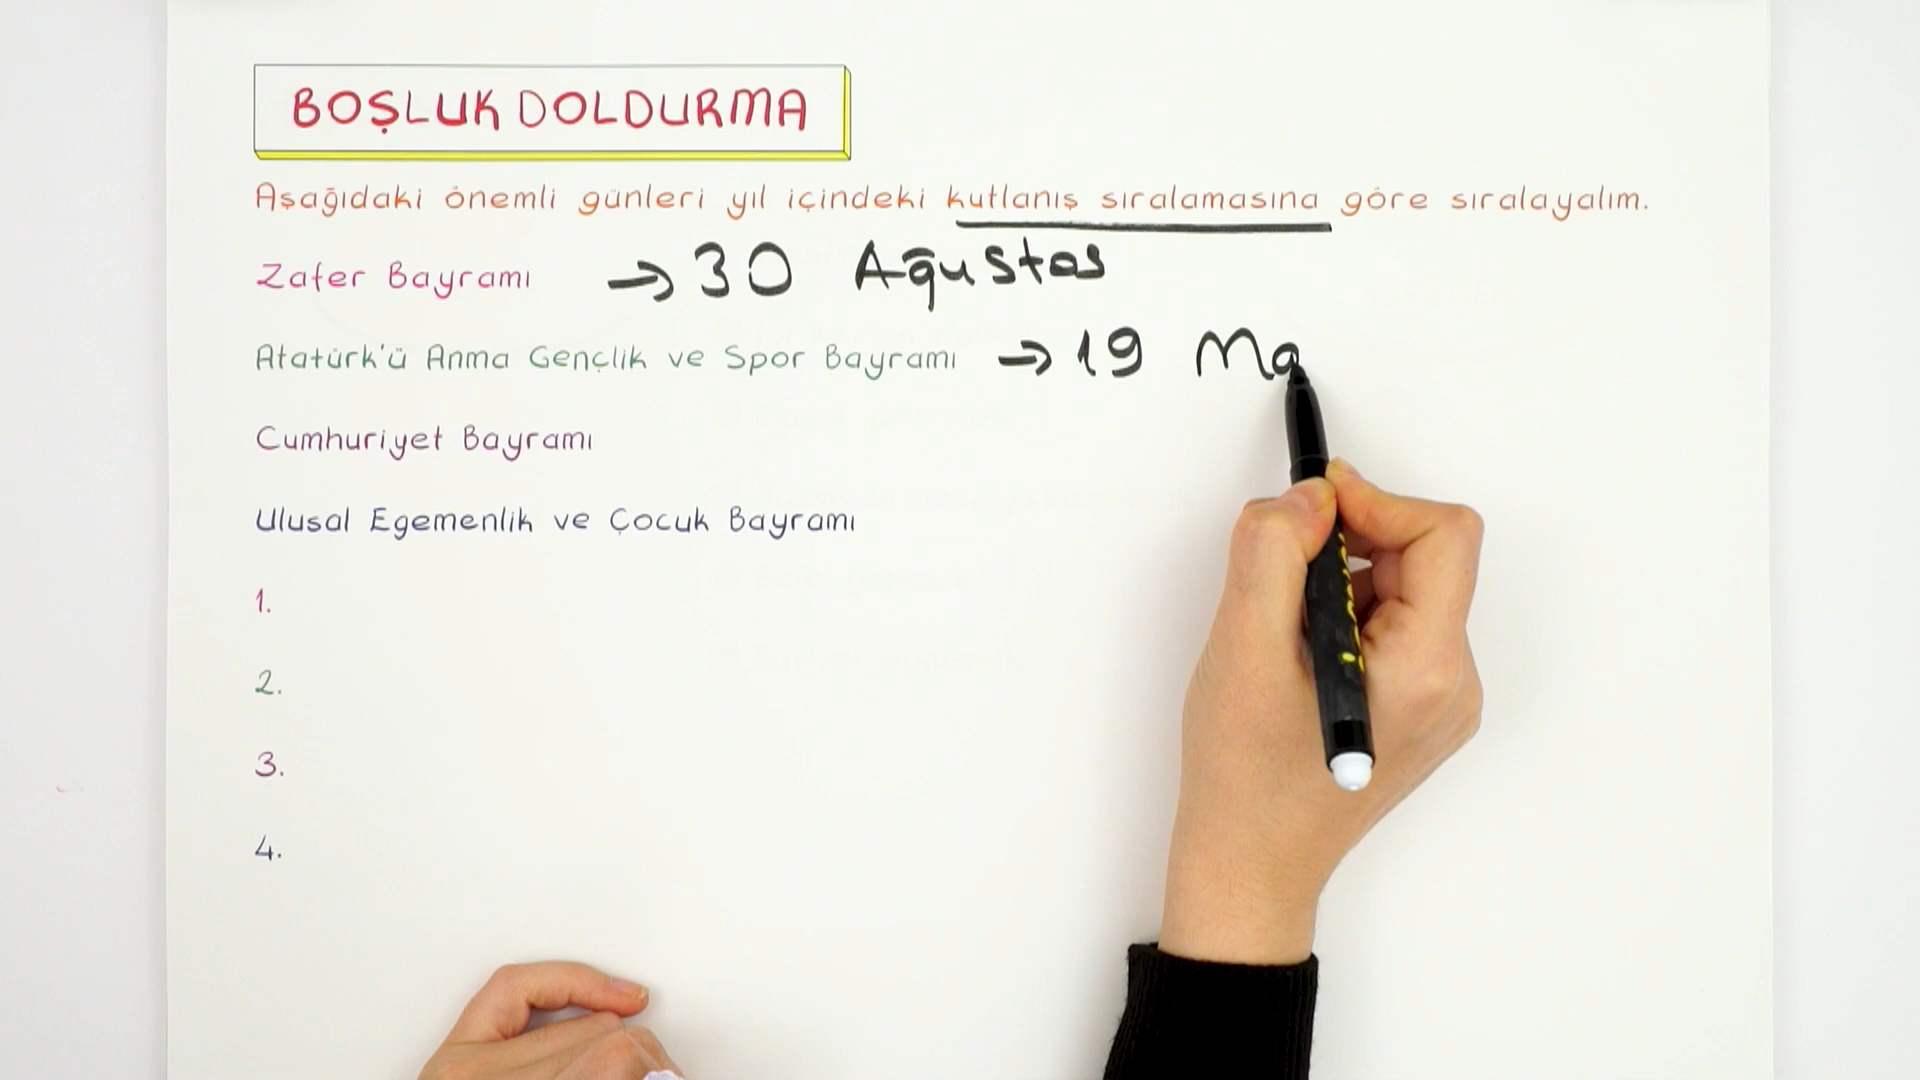 BOŞLUK DOLDURMA
Aşağıdaki önemli günleri yıl içindeki kutlanış sıralamasına göre sıralayalım.
Zafer Bayramı → 30 Ağustos
Atatürk'ü Anma Gençlik ve Spor Bayramı → 19 Ma
Cumhuriyet Bayramı
Ulusal Egemenlik ve Çocuk Bayramı
1.
2.
3.
4.